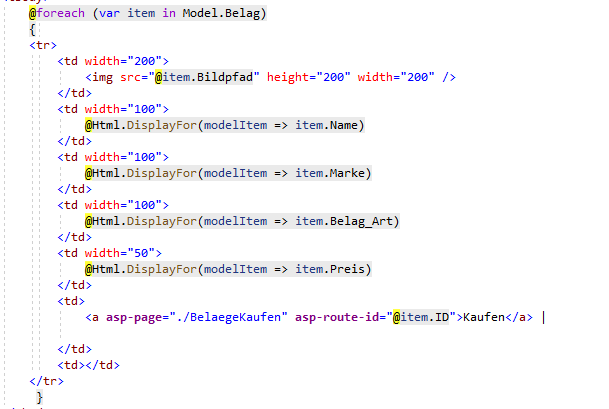 @foreach (var item in Model.Belag)
{
<tr>
<td width="200">
<img src="@item.Bildpfad" height="200" width="200" />
</td>
<td width="100">
@Html.DisplayFor(modelItem => item.Name)
</td>
<td width="100">
@Html.DisplayFor(modelItem => item.Marke)
</td>
<td width="100">
@Html.DisplayFor(modelItem => item.Belag_Art)
</td>
<td width="50">
@Html.DisplayFor(modelItem => item.Preis)
</td>
<td>
<a asp-page="./BelaegeKaufen" asp-route-id="@item.ID">Kaufen</a> |
</td>
<td></td>
</tr>
}